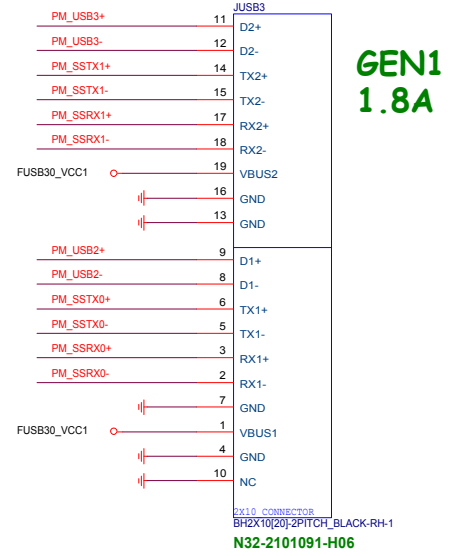 JUSB3
PM_USB3+ 11 D2+
PM_USB3- 12 D2-
PM_SSTX1+ 14 TX2+
PM_SSTX1- 15 TX2-
PM_SSRX1+ 17 RX2+
PM_SSRX1- 18 RX2-
FUSB30_VCC1 19 VBUS2
16 GND
13 GND
GEN1
1.8A
PM_USB2+ 9 D1+
PM_USB2- 8 D1-
PM_SSTX0+ 6 TX1+
PM_SSTX0- 5 TX1-
PM_SSRX0+ 3 RX1+
PM_SSRX0- 2 RX1-
7 GND
FUSB30_VCC1 1 VBUS1
4 GND
10 NC
2X10 CONNECTOR
BH2X10[20]-2PITCH_BLACK-RH-1
N32-2101091-H06